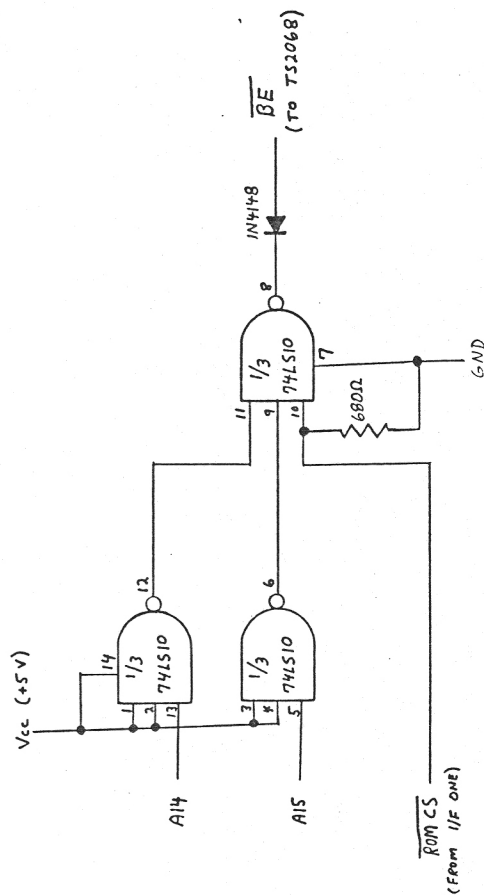 Vcc (+5V)
14
1
2
13
1/3
74LS10
12
A14
3
4
5
1/3
74LS10
6
A15
11
9
10
1/3
74LS10
8
7
1N4148
BE
(TO TS2068)
680Ω
GND
ROM CS
(FROM I/F ONE)